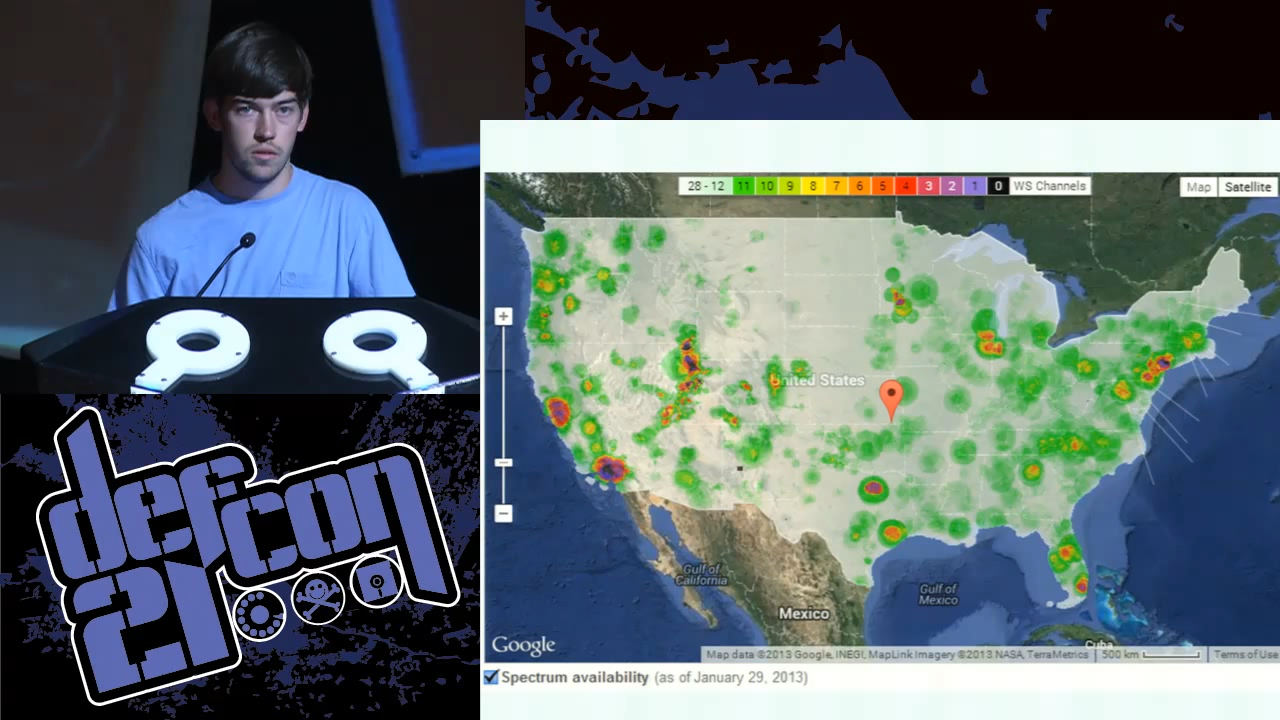 28 - 12 11 10 9 8 7 6 5 4 3 2 1 0 WS Channels
Map Satellite
United States
Gulf of
California
Gulf of
Mexico
Mexico
Cuba
Google
Map data ©2013 Google, INEGI, MapLink Imagery ©2013 NASA, TerraMetrics
500 km
Terms of Use
Spectrum availability (as of January 29, 2013)
defcon
21